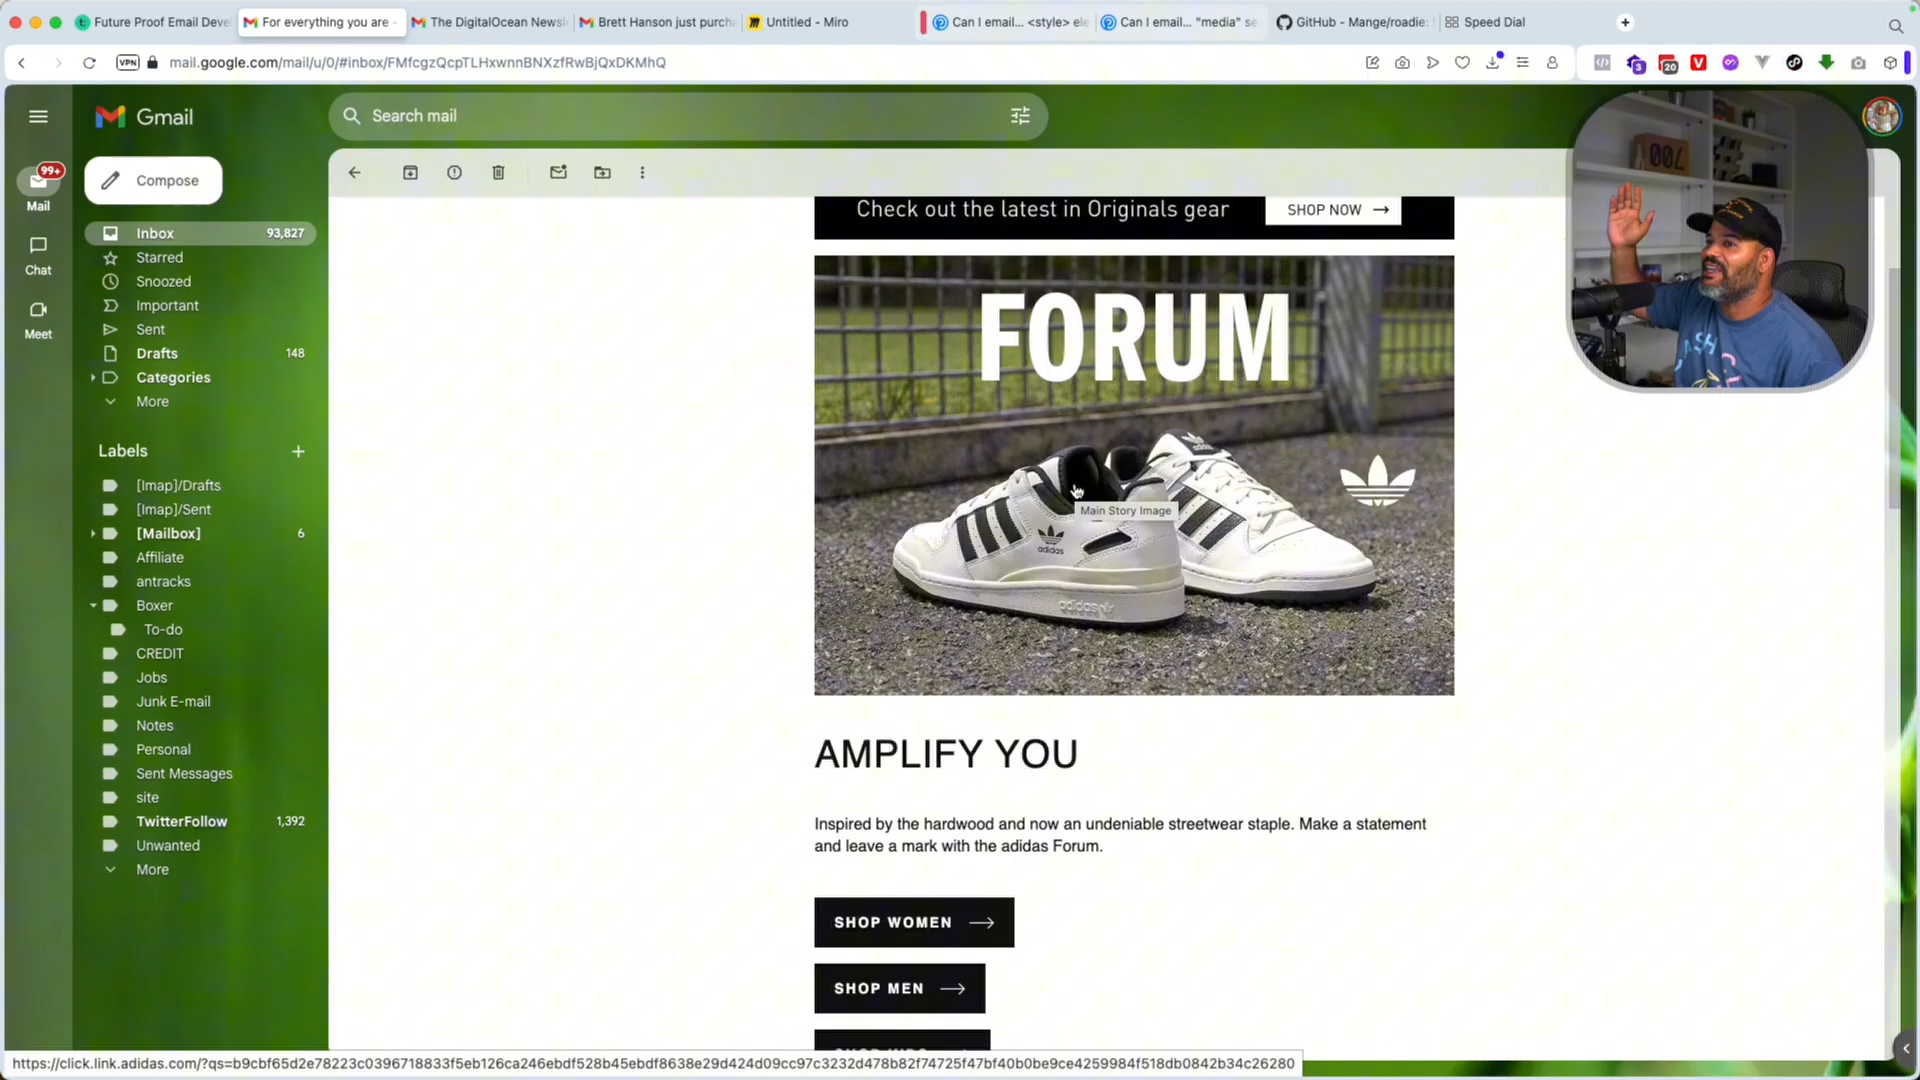 Future Proof Email Deve
For everything you are -
The DigitalOcean Newsl
Brett Hanson just purch
Untitled - Miro
Can I email... <style> ele
Can I email... "media" se
GitHub - Mange/roadie:
Speed Dial
VPN
mail.google.com/mail/u/0/#inbox/FMfcgzQcpTLHxwnnBNXzfRwBjQxDKMhQ
3
20
Gmail
Search mail
99+
Mail
Chat
Meet
Compose
Inbox 93,827
Starred
Snoozed
Important
Sent
Drafts 148
Categories
More
Labels
[Imap]/Drafts
[Imap]/Sent
[Mailbox] 6
Affiliate
antracks
Boxer
To-do
CREDIT
Jobs
Junk E-mail
Notes
Personal
Sent Messages
site
TwitterFollow 1,392
Unwanted
More
Check out the latest in Originals gear
SHOP NOW
FORUM
Main Story Image
adidas
AMPLIFY YOU
Inspired by the hardwood and now an undeniable streetwear staple. Make a statement
and leave a mark with the adidas Forum.
SHOP WOMEN
SHOP MEN
https://click.link.adidas.com/?qs=b9cbf65d2e78223c0396718833f5eb126ca246ebdf528b45ebdf8638e29d424d09cc97c3232d478b82f74725f47bf40b0be9ce4259984f518db0842b34c26280